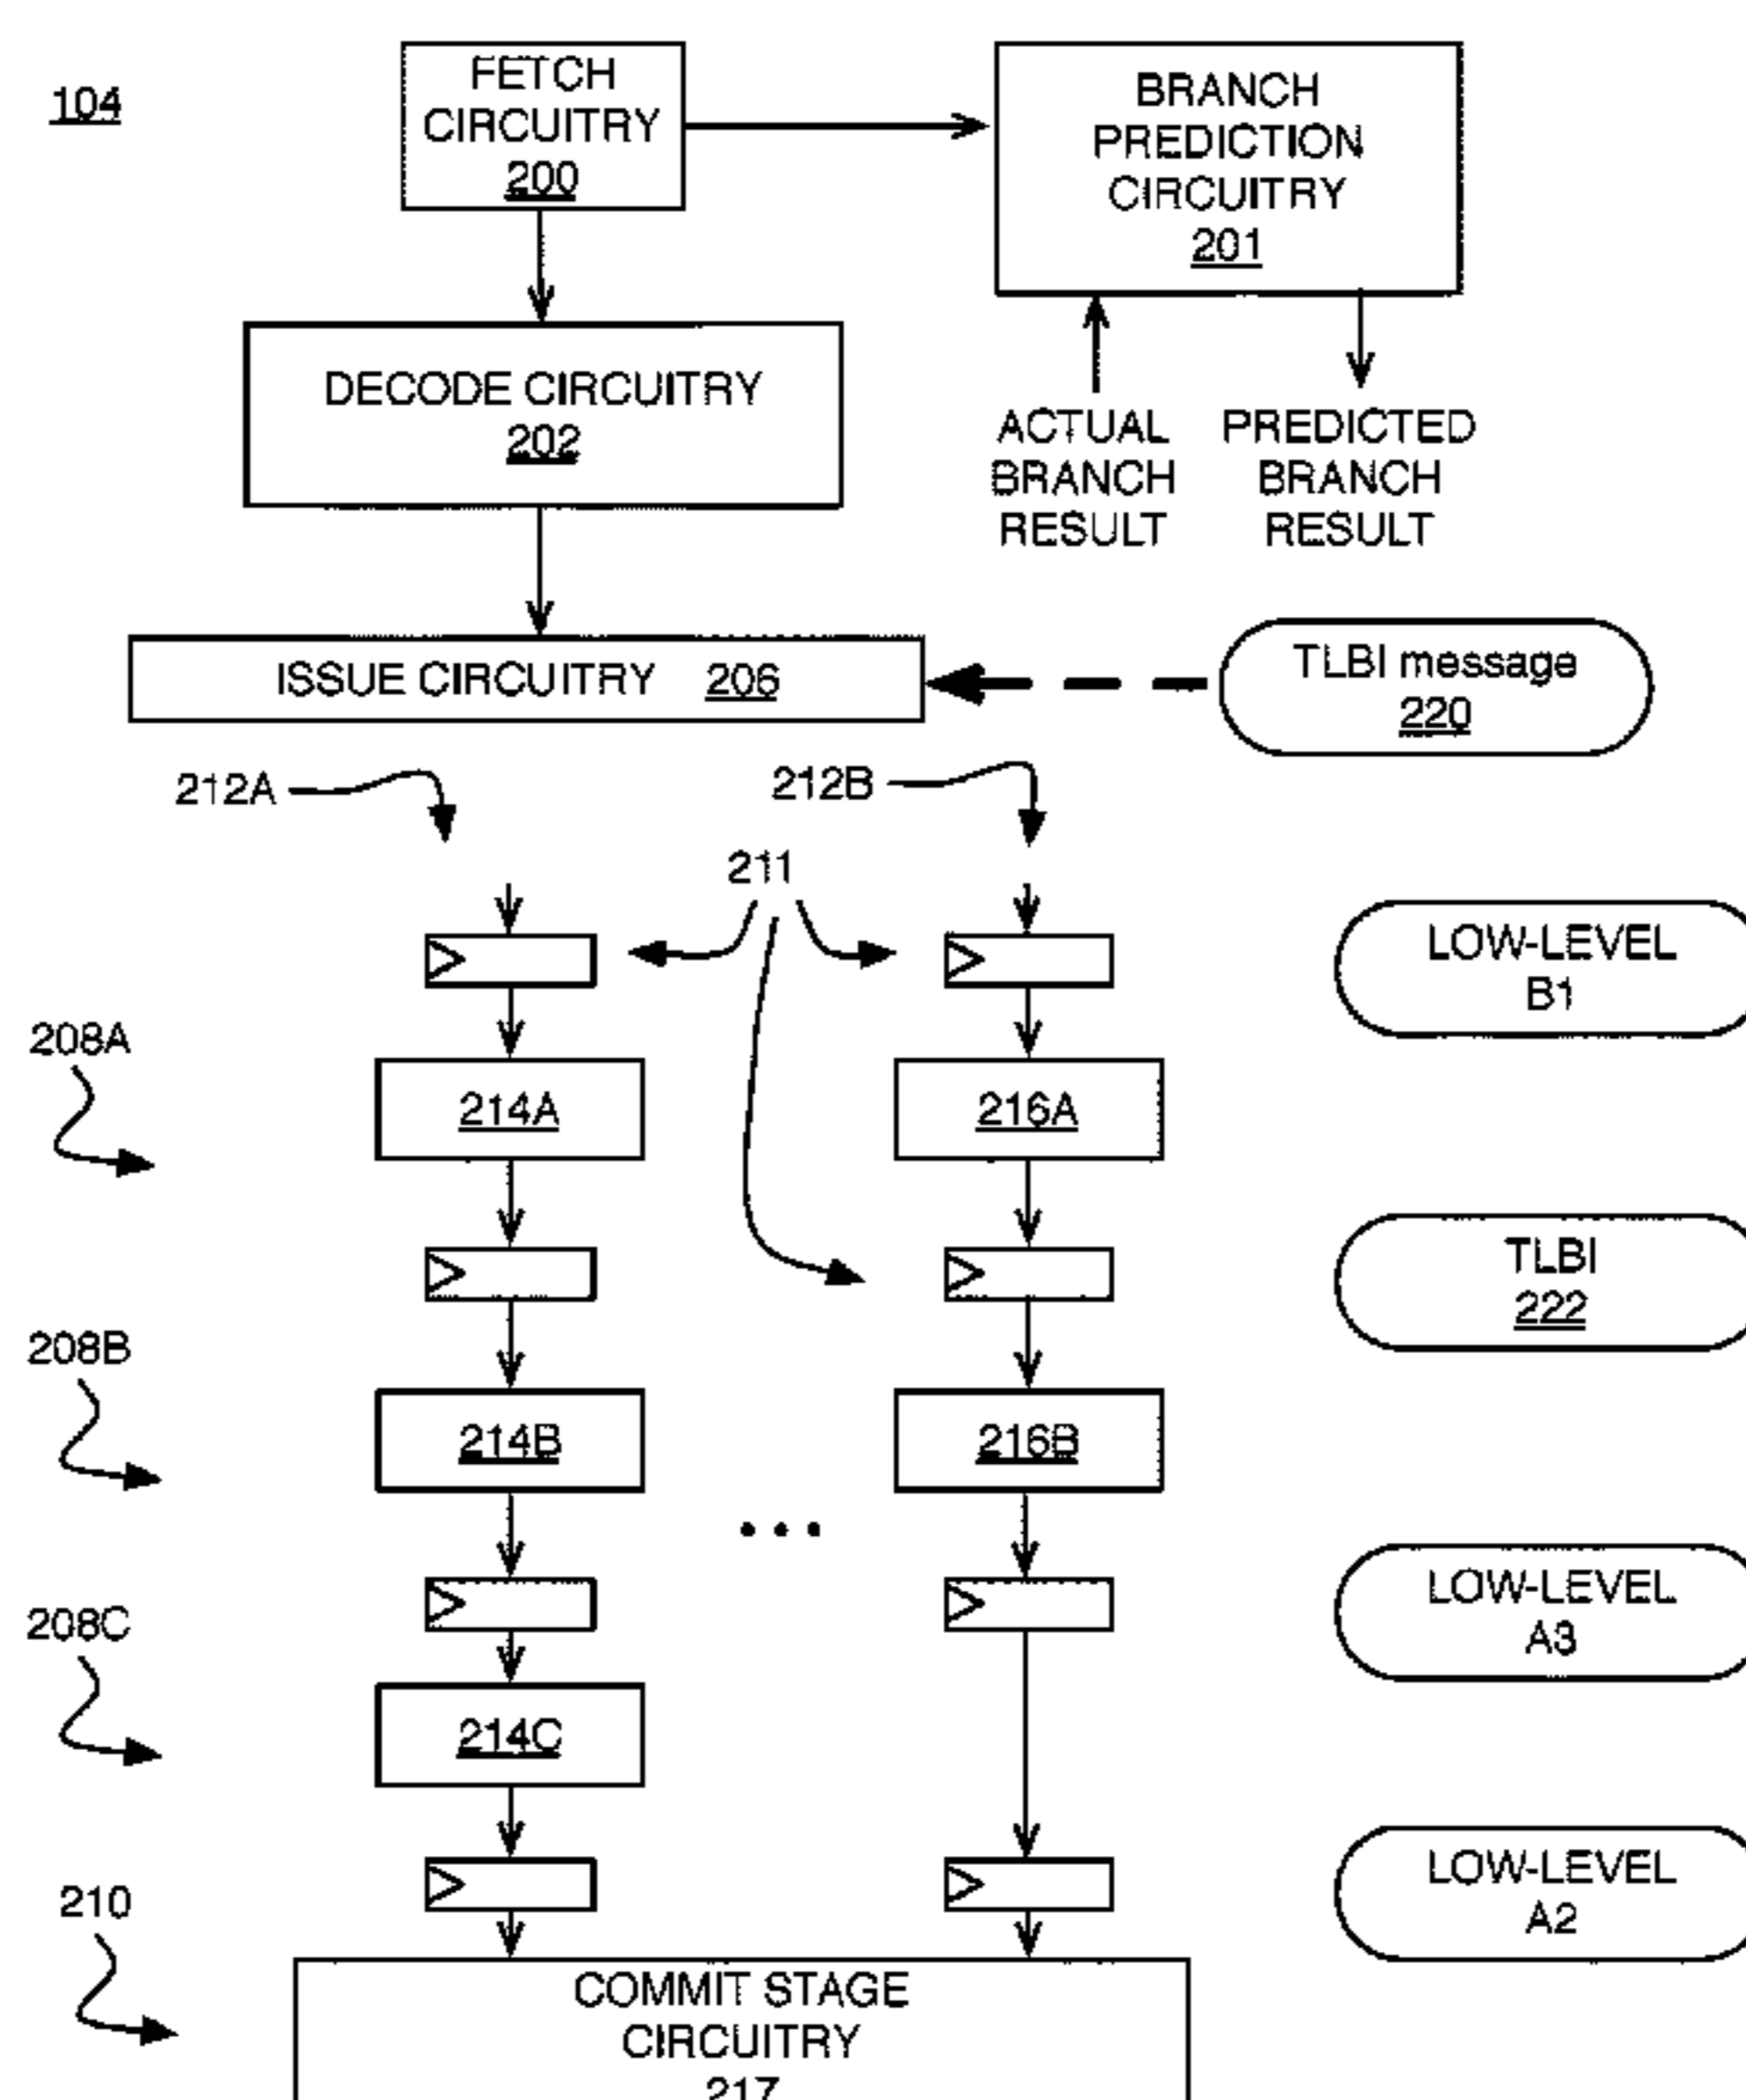 104
FETCH
CIRCUITRY
200
BRANCH
PREDICTION
CIRCUITRY
201
DECODE CIRCUITRY
202
ACTUAL
BRANCH
RESULT
PREDICTED
BRANCH
RESULT
ISSUE CIRCUITRY 206
TLBI message
220
212A
212B
211
LOW-LEVEL
B1
208A
214A
216A
TLBI
222
208B
214B
216B
...
LOW-LEVEL
A3
208C
214C
LOW-LEVEL
A2
210
COMMIT STAGE
CIRCUITRY
217